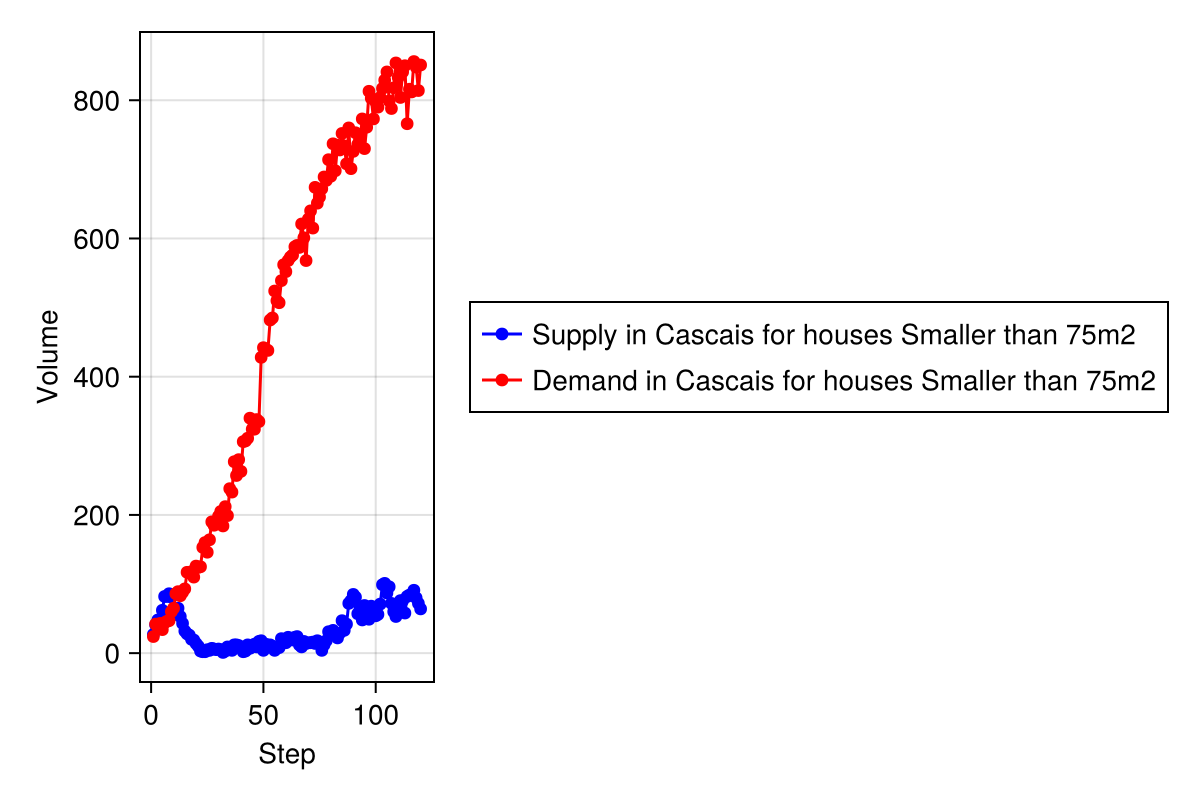 800
600
400
200
0
Volume
0 50 100
Step
Supply in Cascais for houses Smaller than 75m2
Demand in Cascais for houses Smaller than 75m2